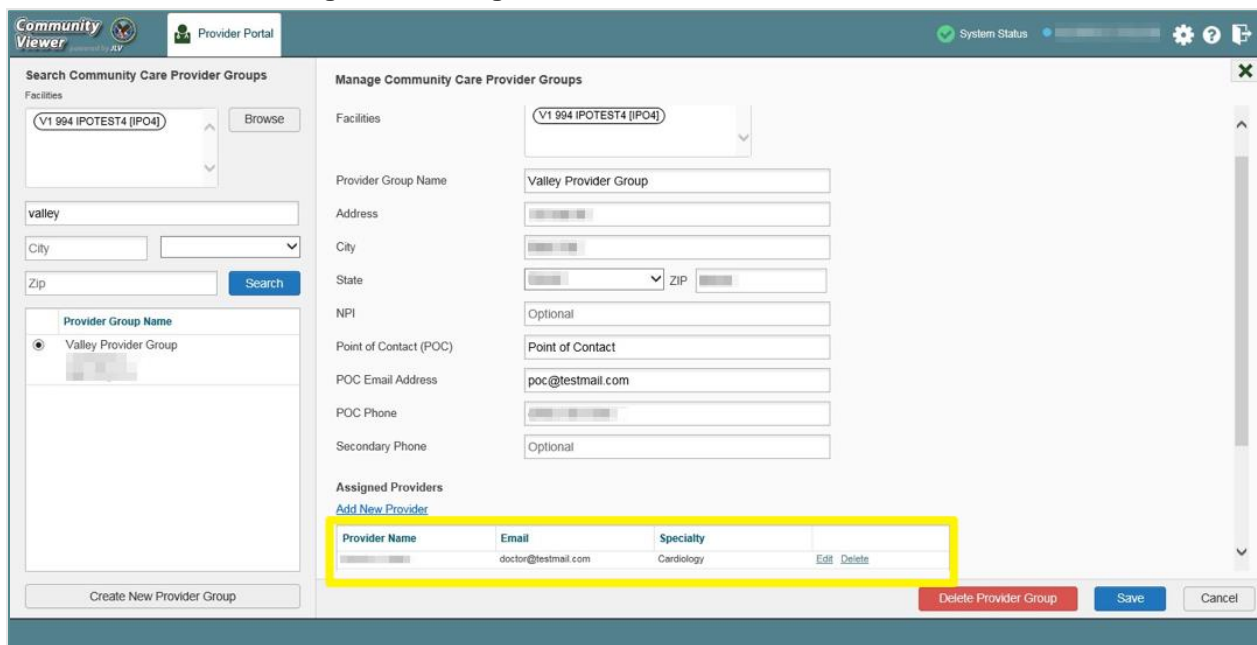 Community
Viewer powered by JLV
Provider Portal
System Status
Search Community Care Provider Groups
Facilities
V1 994 IPOTEST4 [IPO4]
Browse
valley
City
Zip
Search
Provider Group Name
Valley Provider Group
Create New Provider Group
Manage Community Care Provider Groups
Facilities
V1 994 IPOTEST4 [IPO4]
Provider Group Name
Valley Provider Group
Address
City
State
ZIP
NPI
Optional
Point of Contact (POC)
Point of Contact
POC Email Address
poc@testmail.com
POC Phone
Secondary Phone
Optional
Assigned Providers
Add New Provider
Provider Name Email Specialty
doctor@testmail.com Cardiology Edit Delete
Delete Provider Group
Save
Cancel